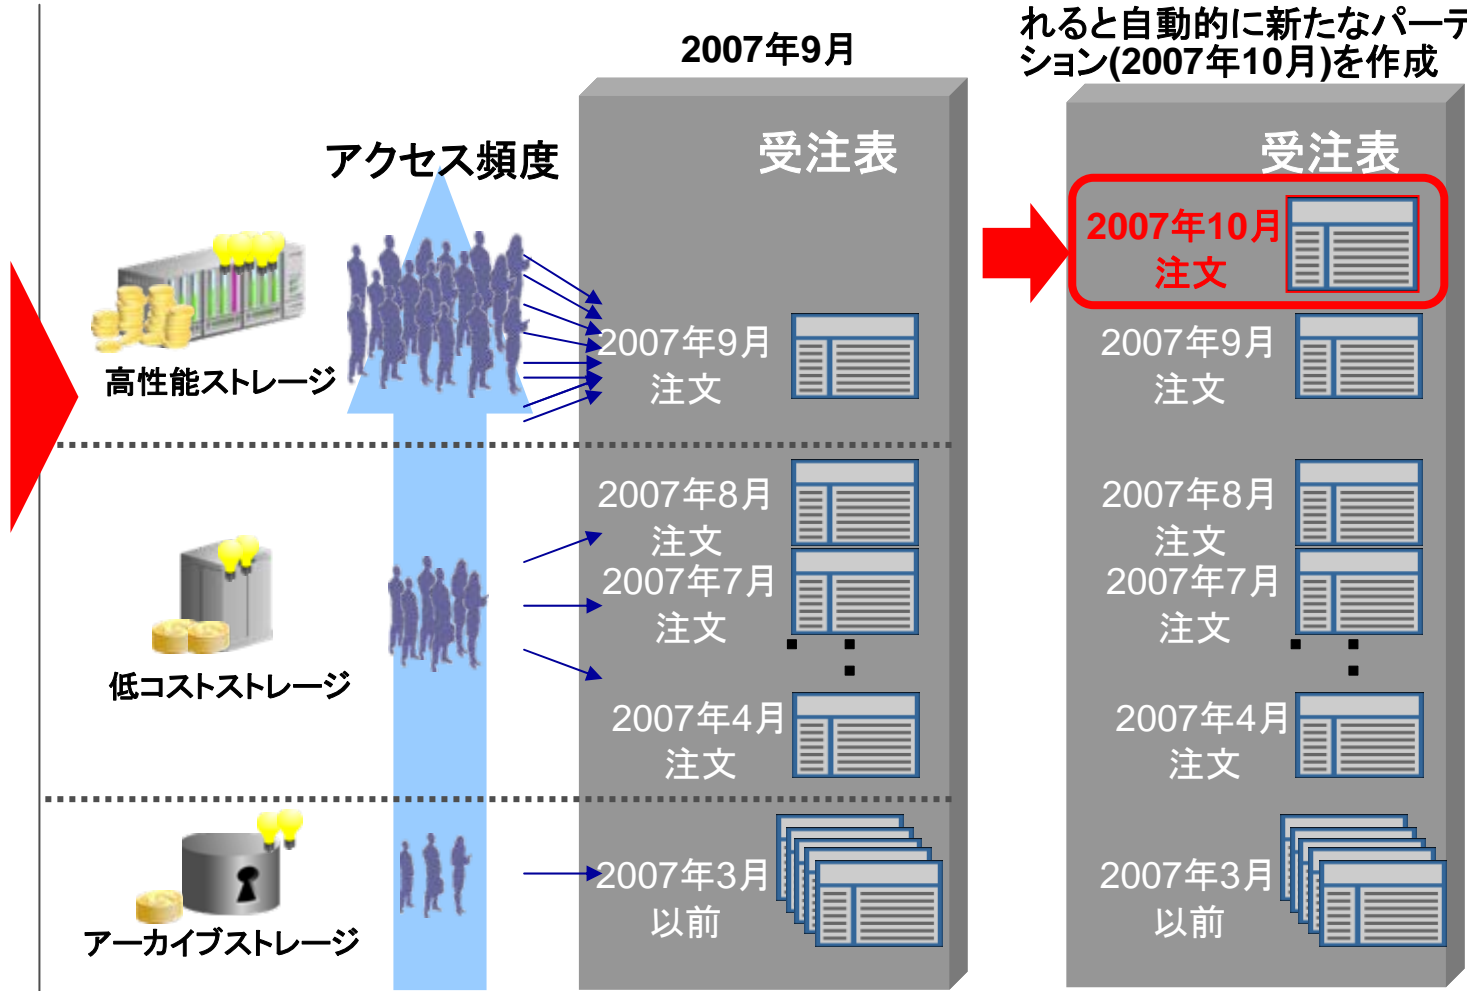 れると自動的に新たなパーテ
ション(2007年10月)を作成
2007年9月
アクセス頻度
受注表
高性能ストレージ
2007年9月
注文
2007年8月
注文
2007年7月
注文
低コストストレージ
2007年4月
注文
2007年3月
以前
アーカイブストレージ
受注表
2007年10月
注文
2007年9月
注文
2007年8月
注文
2007年7月
注文
2007年4月
注文
2007年3月
以前